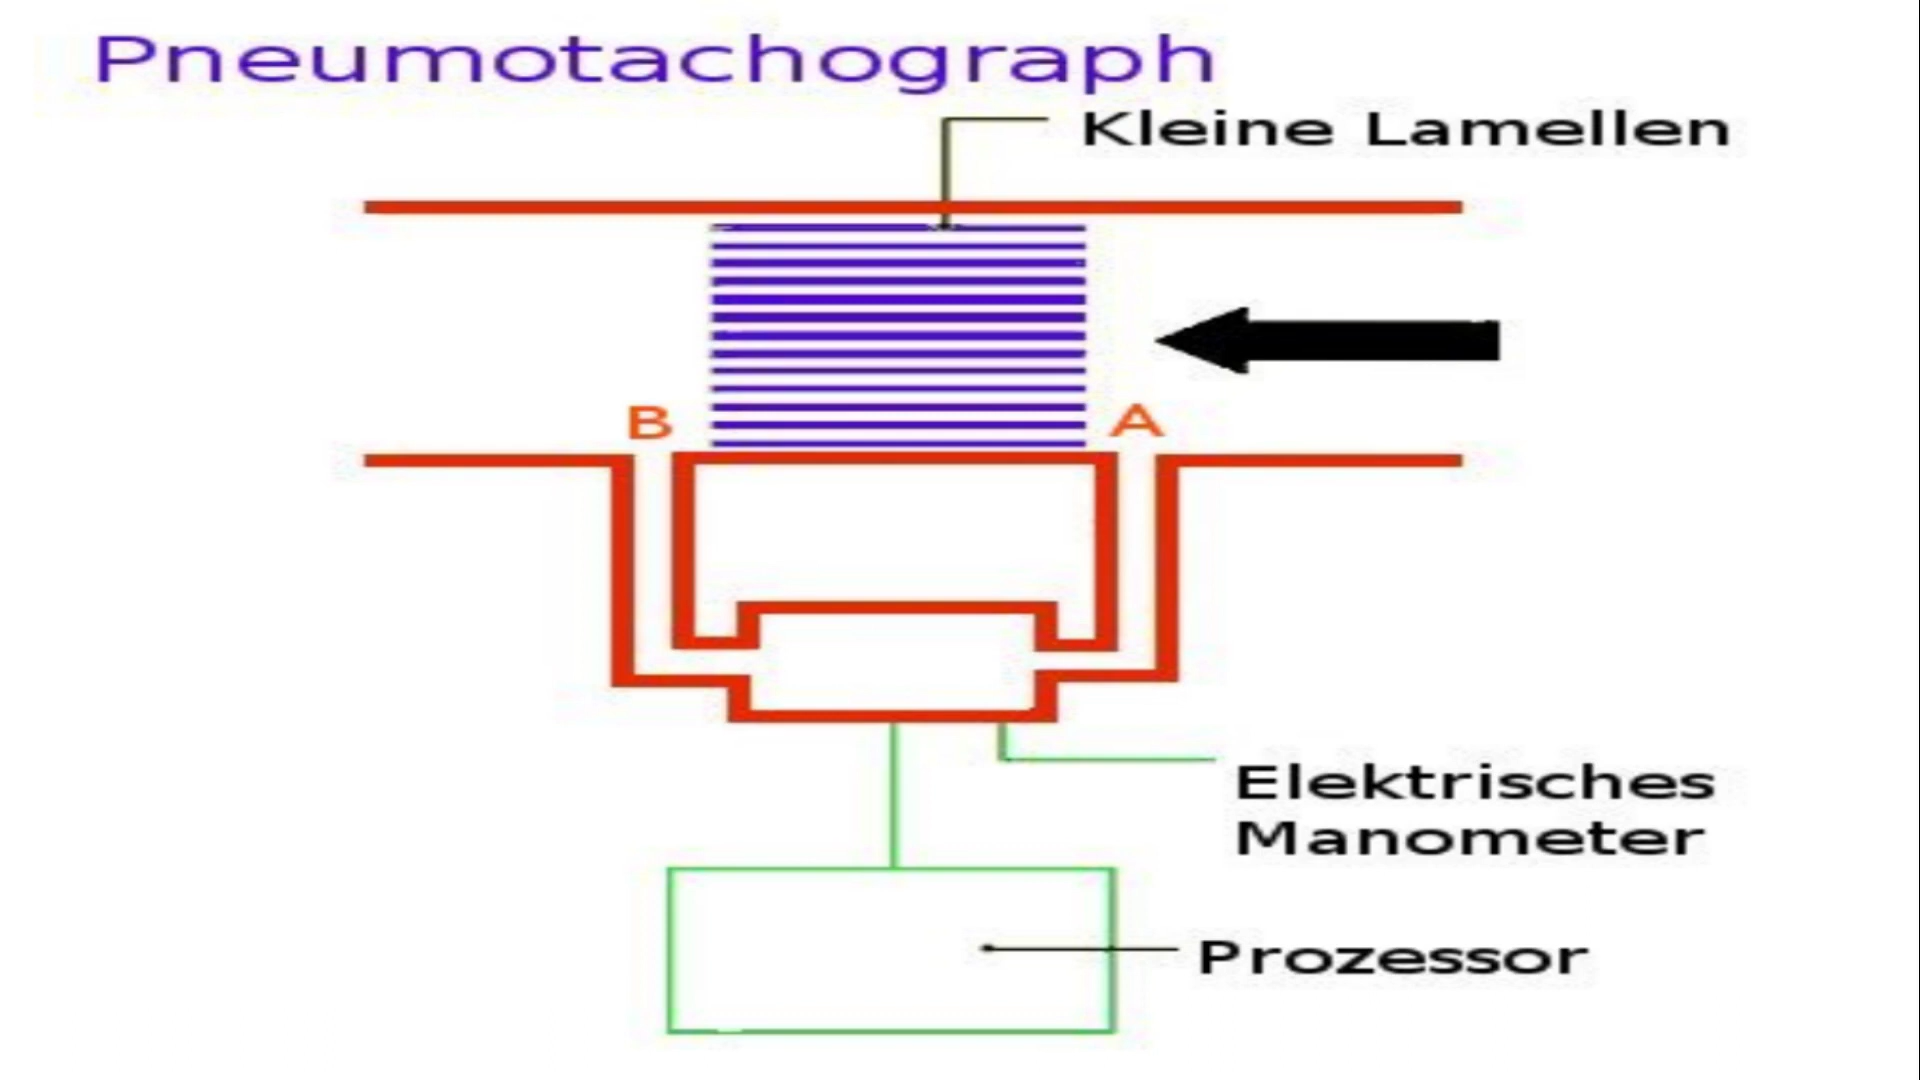 Pneumotachograph
Kleine Lamellen
B
A
Elektrisches
Manometer
Prozessor